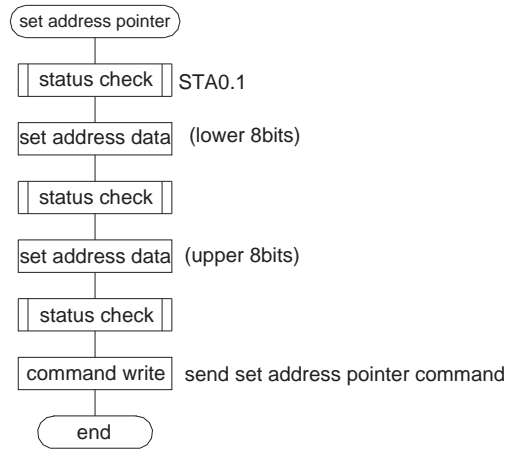 set address pointer
status check STA0.1
set address data (lower 8bits)
status check
set address data (upper 8bits)
status check
command write send set address pointer command
end